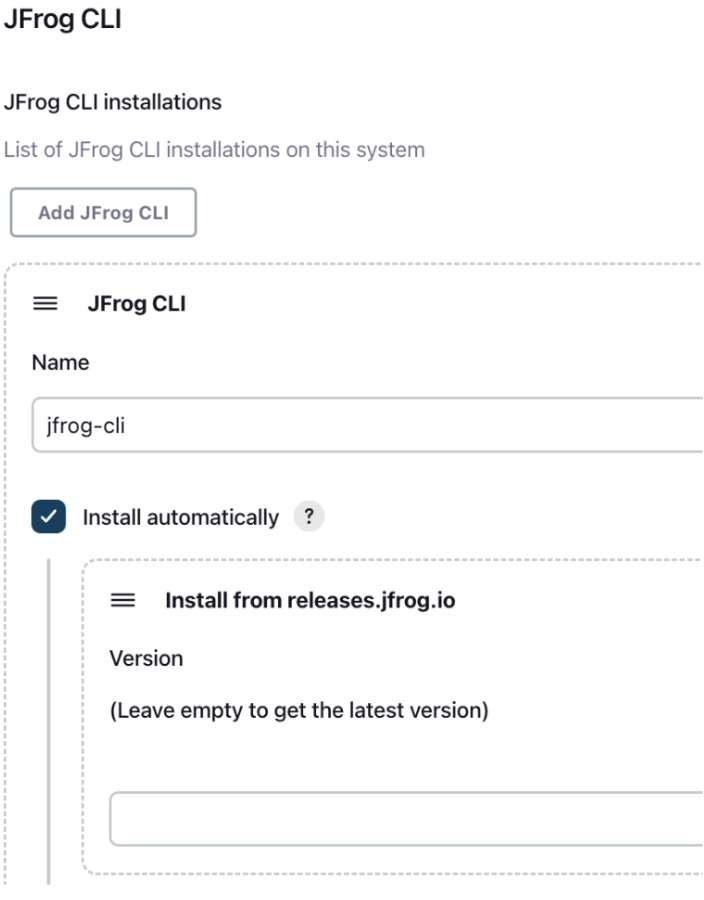 JFrog CLI
JFrog CLI installations
List of JFrog CLI installations on this system
Add JFrog CLI
JFrog CLI
Name
jfrog-cli
Install automatically ?
Install from releases.jfrog.io
Version
(Leave empty to get the latest version)